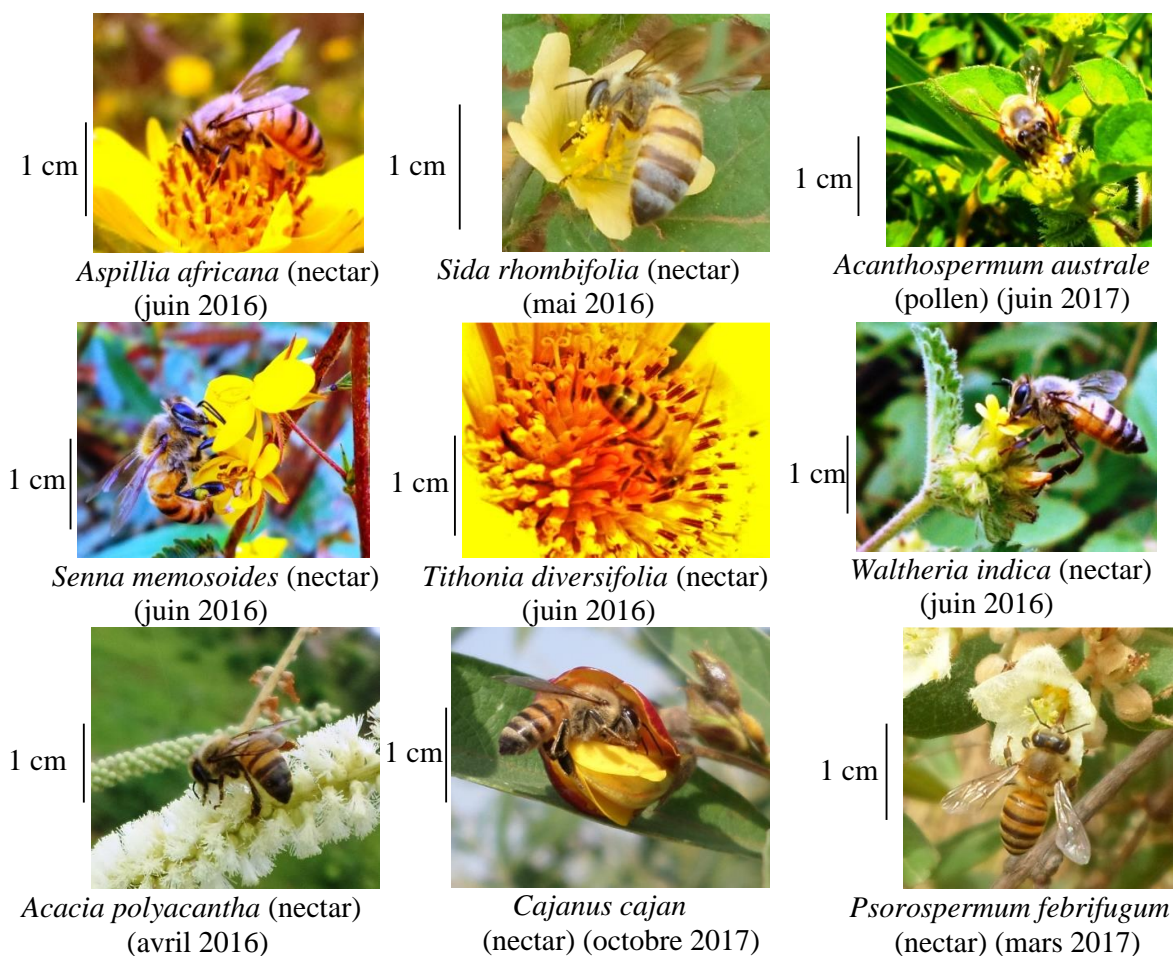 1 cm
1 cm
1 cm
Aspillia africana (nectar)
(juin 2016)
Sida rhombifolia (nectar)
(mai 2016)
Acanthospermum australe
(pollen) (juin 2017)
1 cm
1 cm
1 cm
Senna memosoides (nectar)
(juin 2016)
Tithonia diversifolia (nectar)
(juin 2016)
Waltheria indica (nectar)
(juin 2016)
1 cm
1 cm
1 cm
Acacia polyacantha (nectar)
(avril 2016)
Cajanus cajan
(nectar) (octobre 2017)
Psorospermum febrifugum
(nectar) (mars 2017)